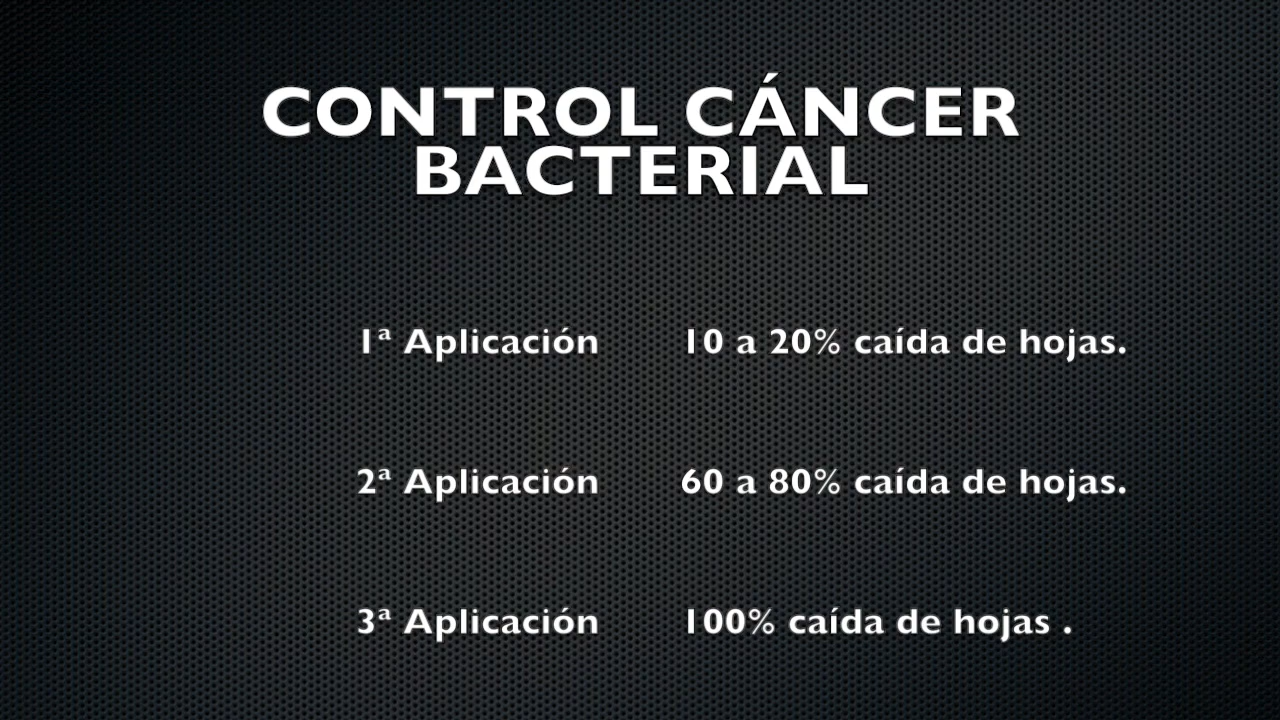 CONTROL CÁNCER
BACTERIAL
1ª Aplicación 10 a 20% caída de hojas.
2ª Aplicación 60 a 80% caída de hojas.
3ª Aplicación 100% caída de hojas .